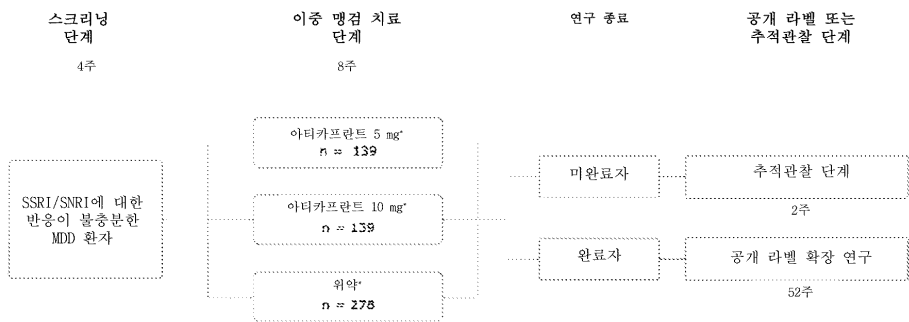 스크리닝
단계
4주
이중 맹검 치료
단계
8주
연구 종료
공개 라벨 또는
추적관찰 단계
SSRI/SNRI에 대한
반응이 불충분한
MDD 환자
아티카프란트 5 mg*
n = 139
아티카프란트 10 mg*
n = 139
위약*
n = 278
미완료자
완료자
추적관찰 단계
2주
공개 라벨 확장 연구
52주